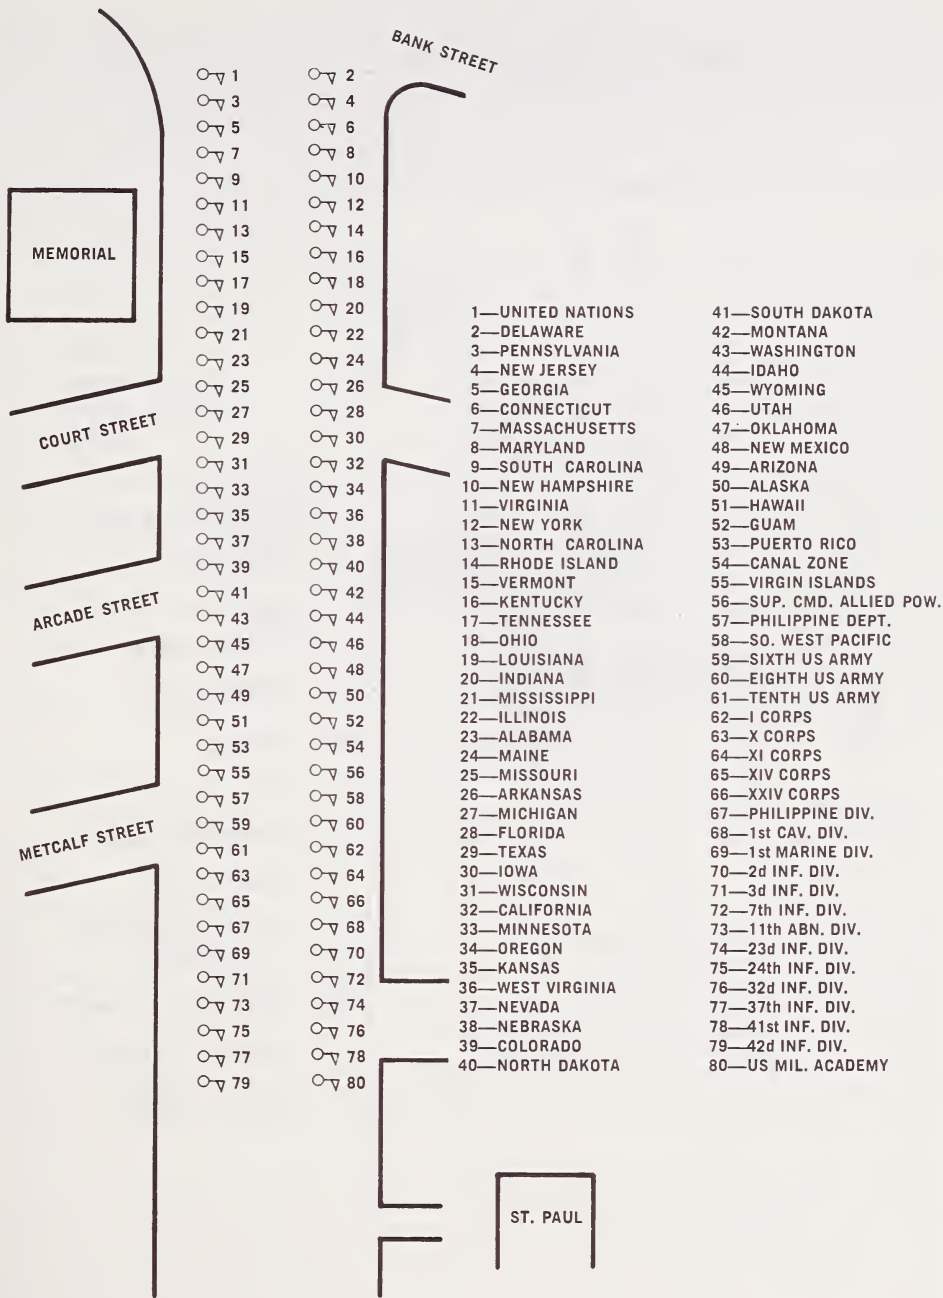 BANK STREET
1 2
3 4
5 6
7 8
9 10
11 12
13 14
MEMORIAL
15 16
17 18
19 20
21 22
23 24
25 26
27 28
COURT STREET
29 30
31 32
33 34
35 36
37 38
39 40
ARCADE STREET
41 42
43 44
45 46
47 48
49 50
51 52
53 54
55 56
57 58
METCALF STREET
59 60
61 62
63 64
65 66
67 68
69 70
71 72
73 74
75 76
77 78
79 80
1—UNITED NATIONS
2—DELAWARE
3—PENNSYLVANIA
4—NEW JERSEY
5—GEORGIA
6—CONNECTICUT
7—MASSACHUSETTS
8—MARYLAND
9—SOUTH CAROLINA
10—NEW HAMPSHIRE
11—VIRGINIA
12—NEW YORK
13—NORTH CAROLINA
14—RHODE ISLAND
15—VERMONT
16—KENTUCKY
17—TENNESSEE
18—OHIO
19—LOUISIANA
20—INDIANA
21—MISSISSIPPI
22—ILLINOIS
23—ALABAMA
24—MAINE
25—MISSOURI
26—ARKANSAS
27—MICHIGAN
28—FLORIDA
29—TEXAS
30—IOWA
31—WISCONSIN
32—CALIFORNIA
33—MINNESOTA
34—OREGON
35—KANSAS
36—WEST VIRGINIA
37—NEVADA
38—NEBRASKA
39—COLORADO
40—NORTH DAKOTA
41—SOUTH DAKOTA
42—MONTANA
43—WASHINGTON
44—IDAHO
45—WYOMING
46—UTAH
47—OKLAHOMA
48—NEW MEXICO
49—ARIZONA
50—ALASKA
51—HAWAII
52—GUAM
53—PUERTO RICO
54—CANAL ZONE
55—VIRGIN ISLANDS
56—SUP. CMD. ALLIED POW.
57—PHILIPPINE DEPT.
58—SO. WEST PACIFIC
59—SIXTH US ARMY
60—EIGHTH US ARMY
61—TENTH US ARMY
62—I CORPS
63—X CORPS
64—XI CORPS
65—XIV CORPS
66—XXIV CORPS
67—PHILIPPINE DIV.
68—1st CAV. DIV.
69—1st MARINE DIV.
70—2d INF. DIV.
71—3d INF. DIV.
72—7th INF. DIV.
73—11th ABN. DIV.
74—23d INF. DIV.
75—24th INF. DIV.
76—32d INF. DIV.
77—37th INF. DIV.
78—41st INF. DIV.
79—42d INF. DIV.
80—US MIL. ACADEMY
ST. PAUL